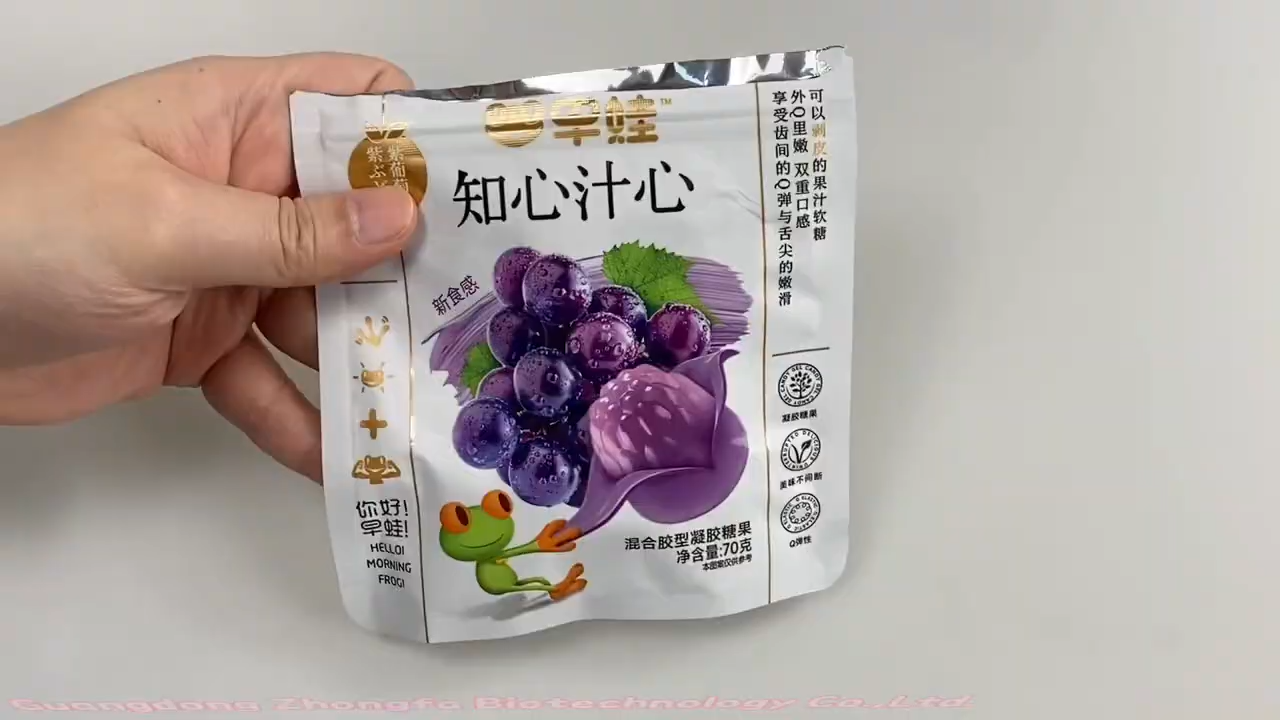 早蛙™
知心汁心
紫葡萄
紫ぶ
新食感
可以剥皮的果汁软糖
外Q里嫩 双重口感
享受齿间的Q弹与舌尖的嫩滑
凝胶糖果
美味不间断
Q弹性
你好!
早蛙!
HELLO!
MORNING
FROG!
混合胶型凝胶糖果
净含量:70克
本图案仅供参考
Guangdong Zhongfa Biotechnology Co.,Ltd.